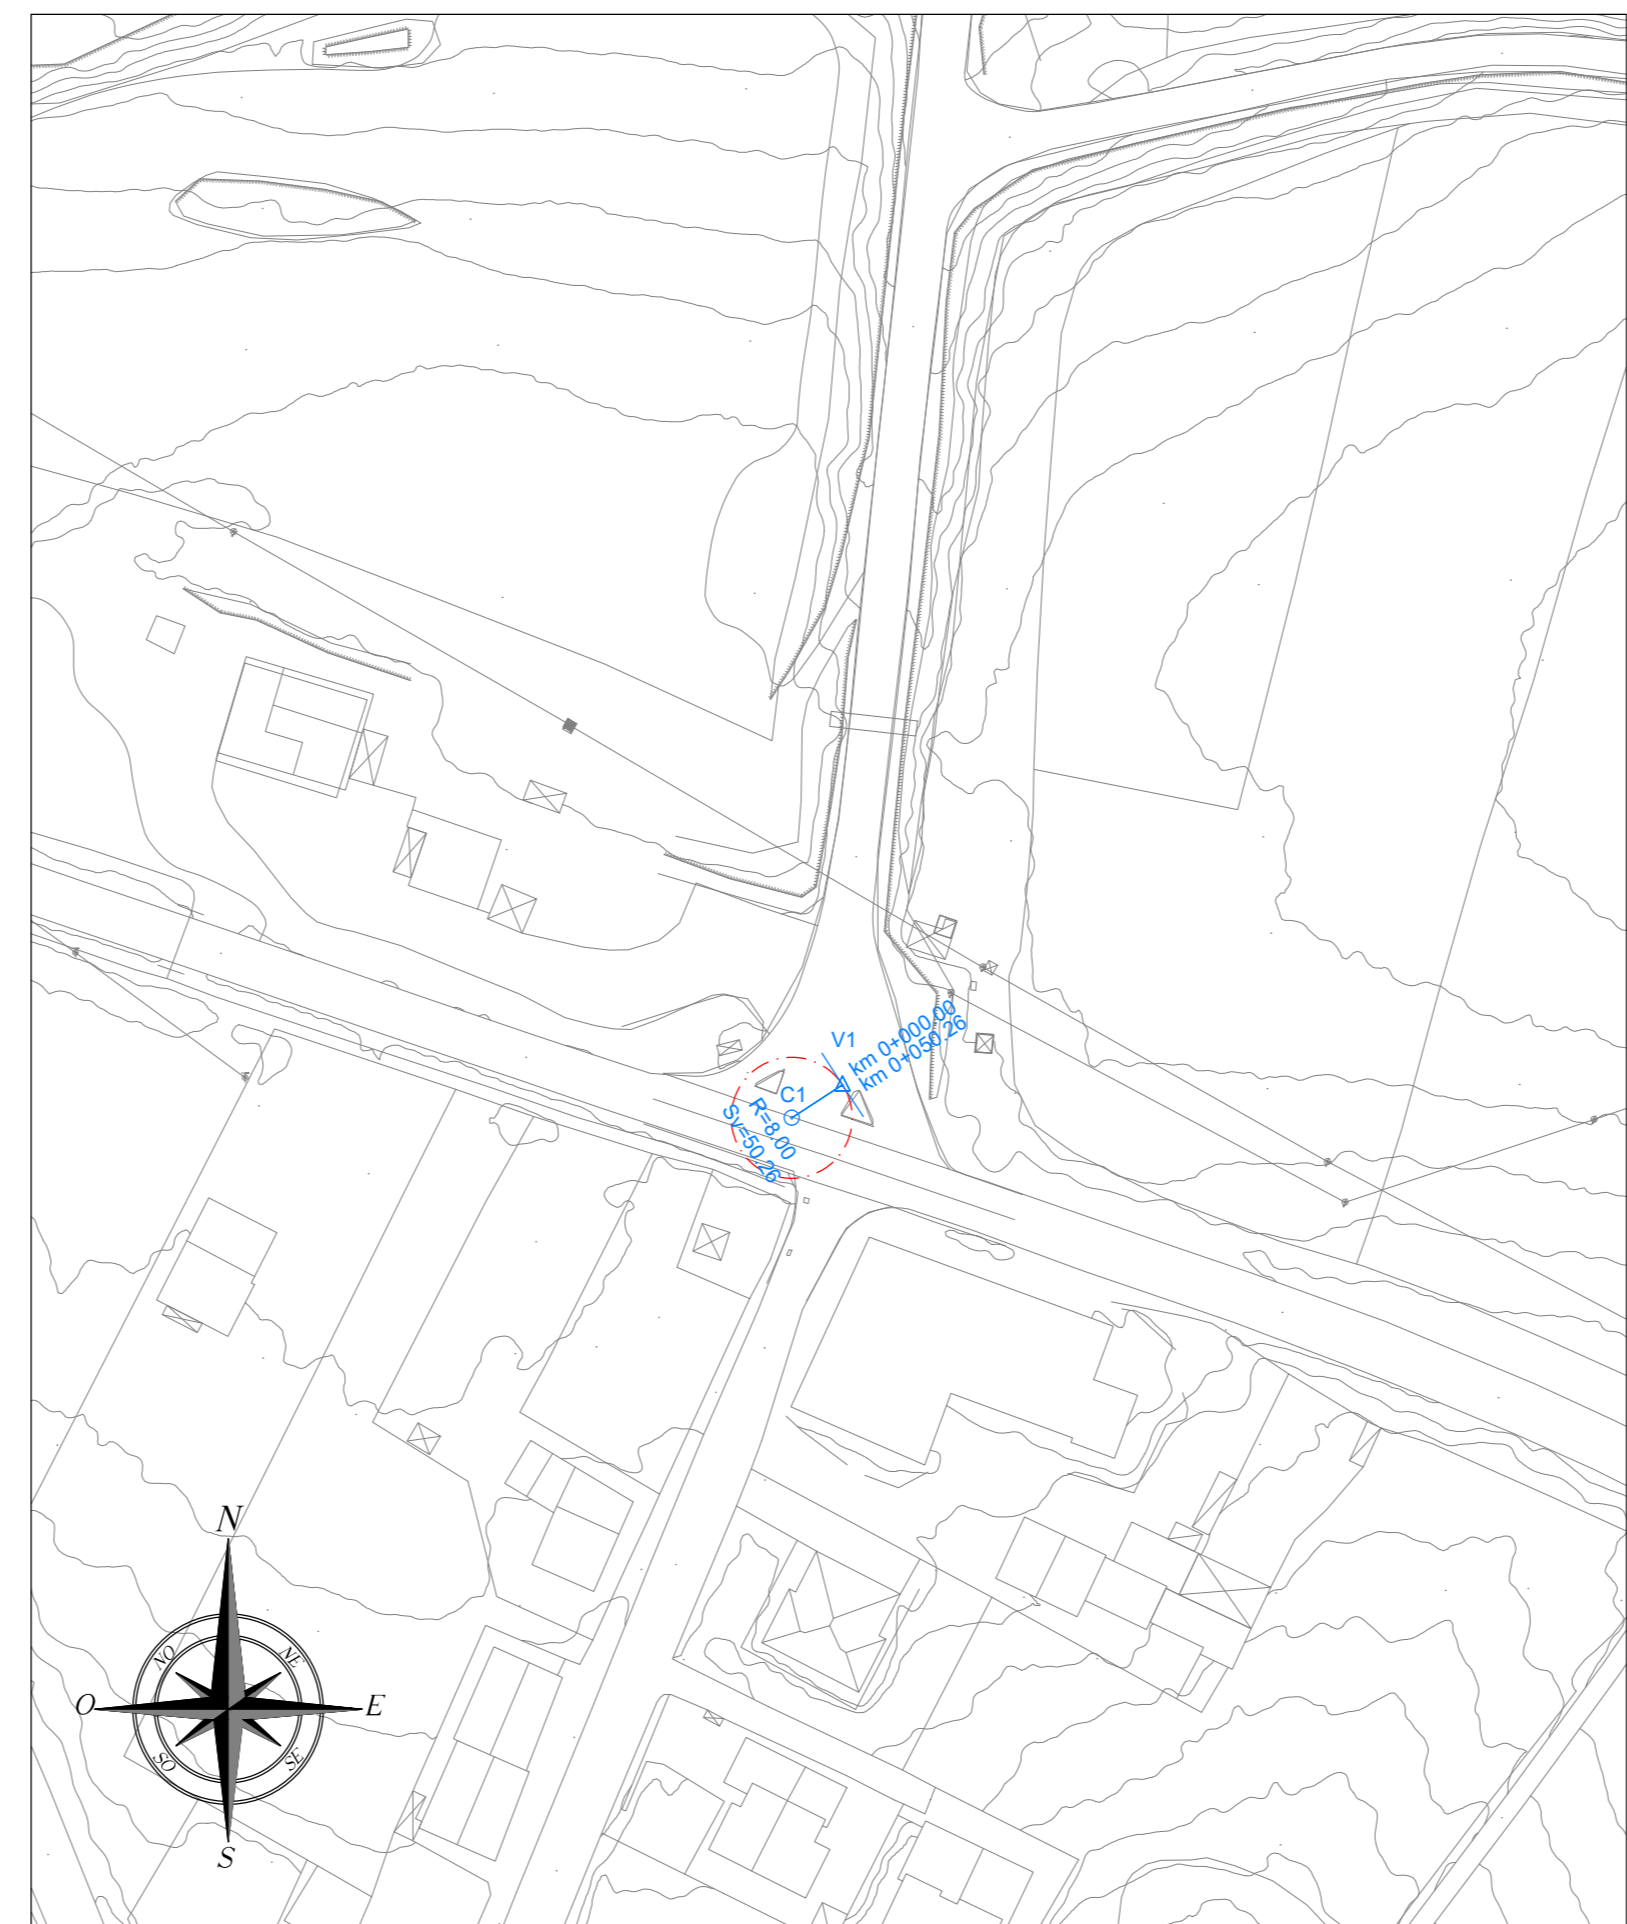 V1
km 0+000.00
km 0+050.26
C1
R=8.00
Sv=50.26
N
NO
NE
O
E
SO
SE
S